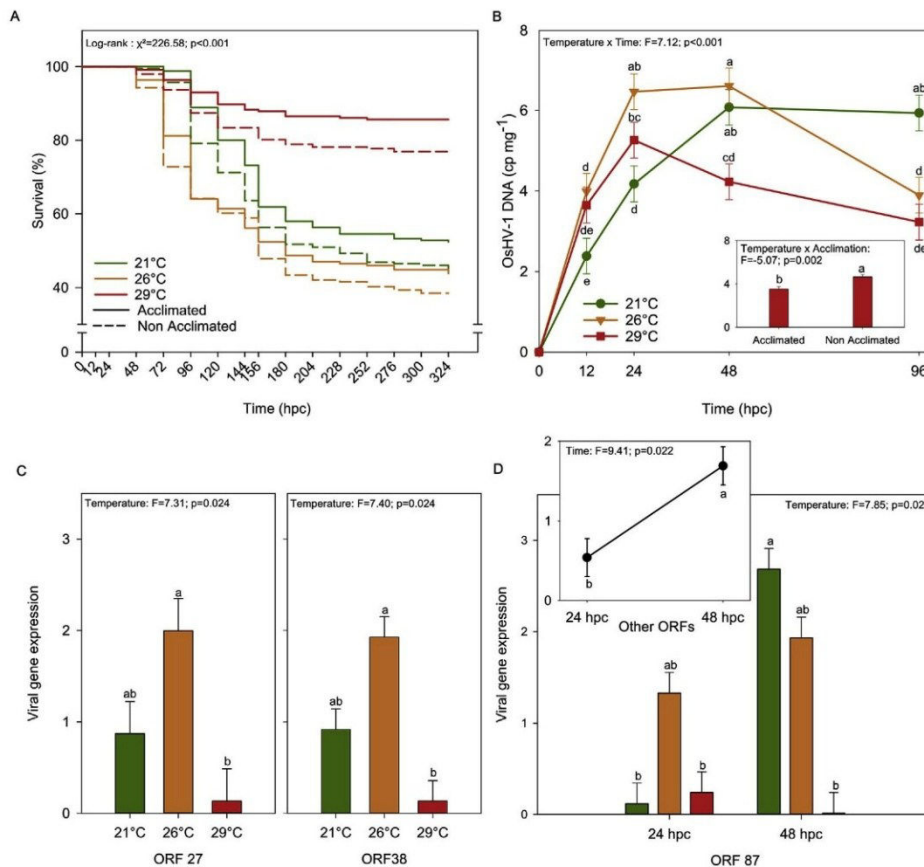 A
Log-rank : χ²=226.58; p<0.001
100
80
60
40
0
Survival (%)
21°C
26°C
29°C
Acclimated
Non Acclimated
0 12 24 48 72 96 120 144 156 180 204 228 252 276 300 324
Time (hpc)
B
Temperature x Time: F=7.12; p<0.001
8
6
4
2
0
OsHV-1 DNA (cp mg⁻¹)
a
ab
ab
bc
ab
cd
d
d
d
de
e
de
21°C
26°C
29°C
Temperature x Acclimation:
F=-5.07; p=0.002
8
4
0
b
a
Acclimated Non Acclimated
0 12 24 48 96
Time (hpc)
C
Temperature: F=7.31; p=0.024
3
2
1
0
Viral gene expression
ab
a
b
21°C 26°C 29°C
ORF 27
Temperature: F=7.40; p=0.024
ab
a
b
21°C 26°C 29°C
ORF38
D
Time: F=9.41; p=0.022
2
1
0
b
a
24 hpc 48 hpc
Other ORFs
Temperature: F=7.85; p=0.02
3
2
1
0
Viral gene expression
b
ab
b
a
ab
b
24 hpc 48 hpc
ORF 87